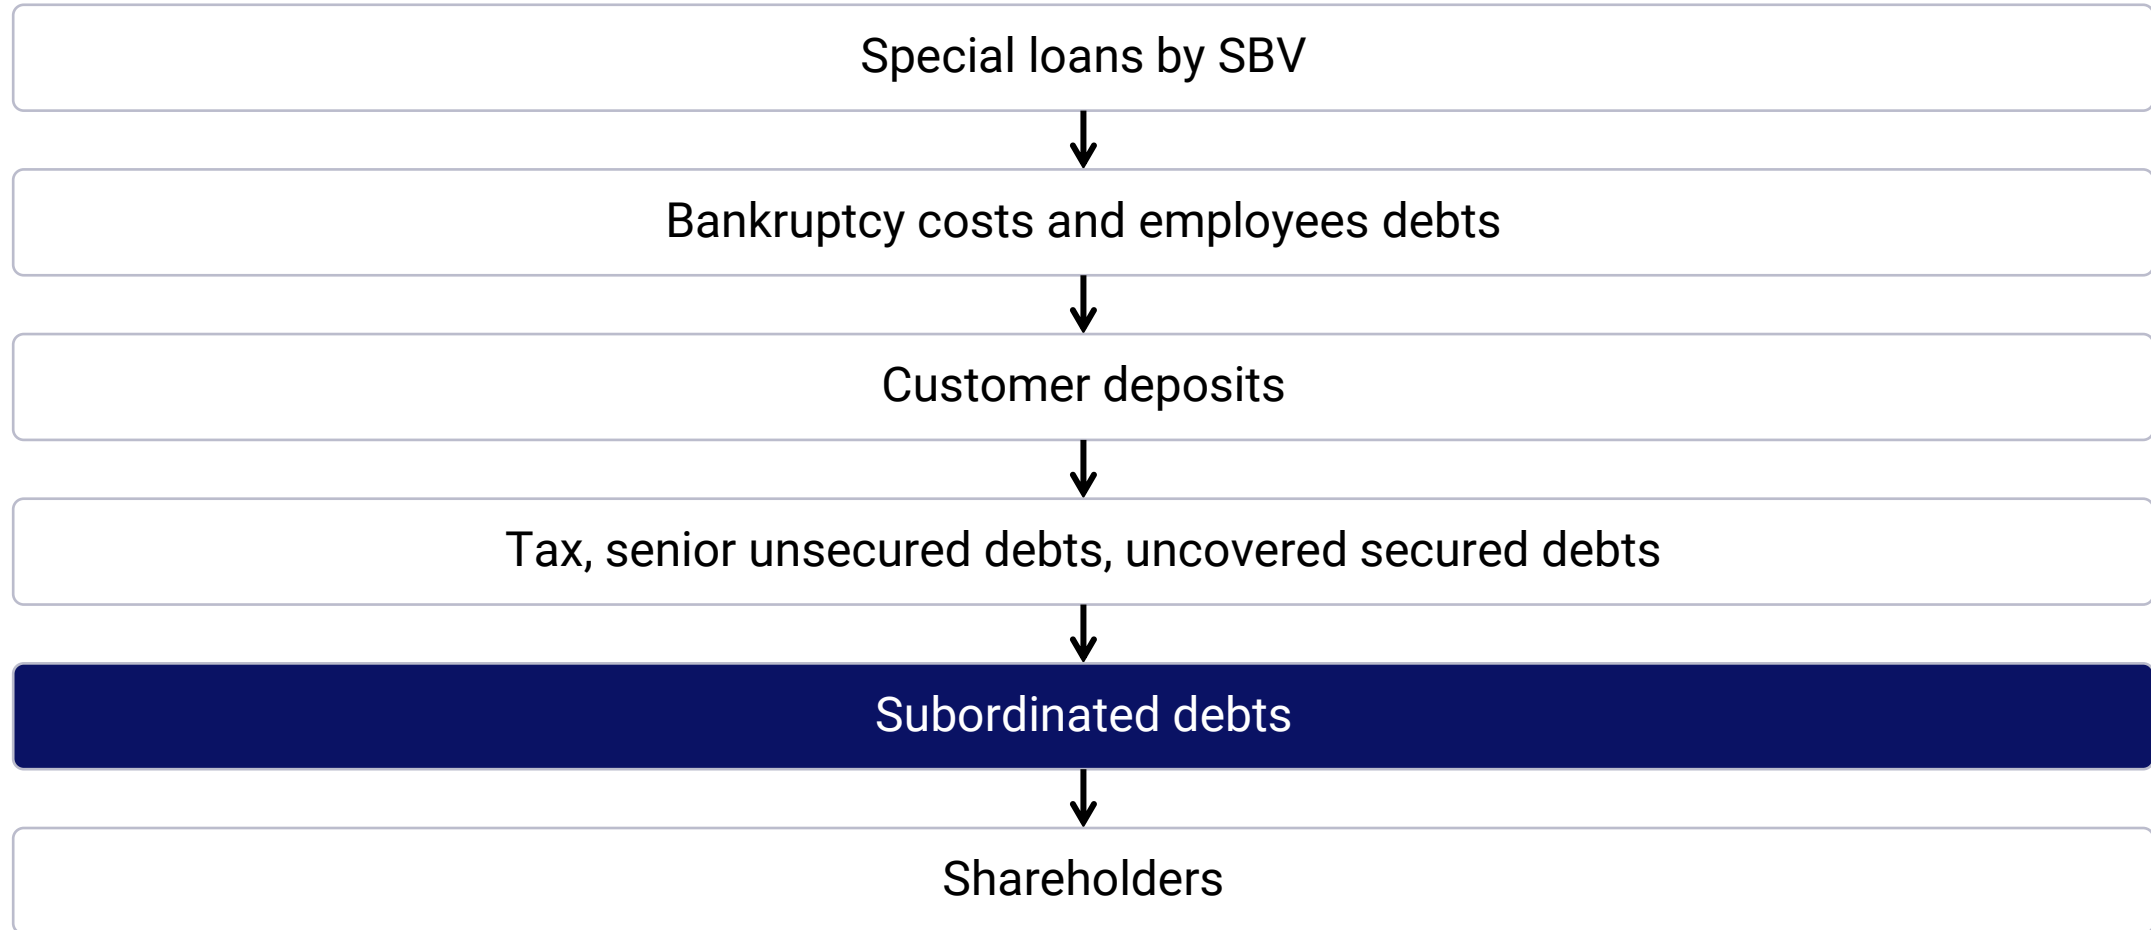 Special loans by SBV
Bankruptcy costs and employees debts
Customer deposits
Tax, senior unsecured debts, uncovered secured debts
Subordinated debts
Shareholders